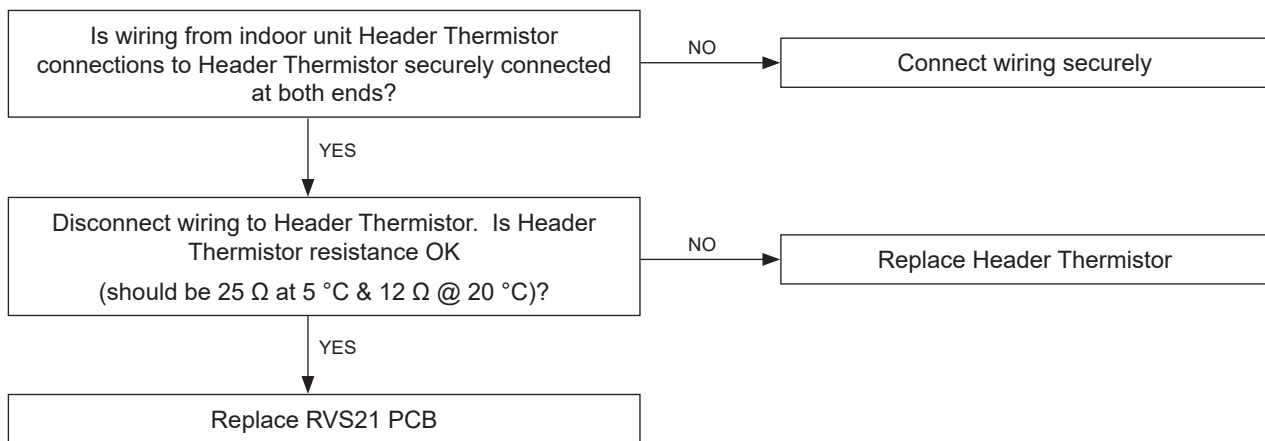 Is wiring from indoor unit Header Thermistor
connections to Header Thermistor securely connected
at both ends?
NO
Connect wiring securely
YES
Disconnect wiring to Header Thermistor.  Is Header
Thermistor resistance OK
(should be 25 Ω at 5 °C & 12 Ω @ 20 °C)?
NO
Replace Header Thermistor
YES
Replace RVS21 PCB